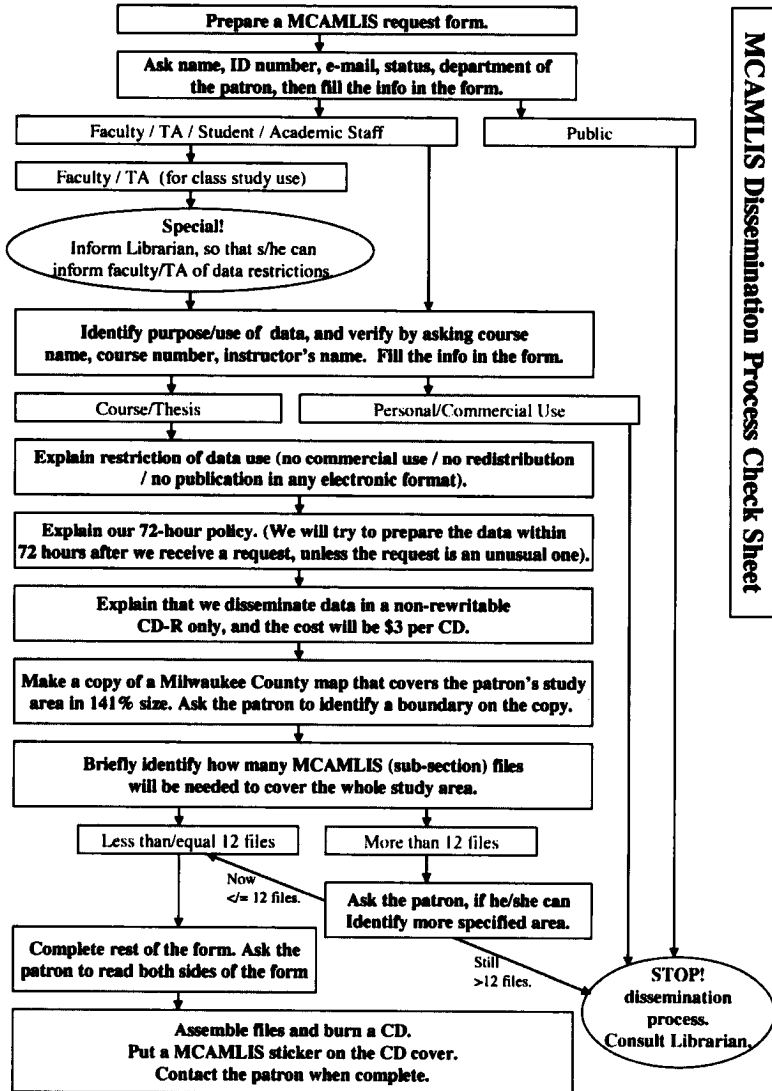 MCAMLIS Dissemination Process Check Sheet
Prepare a MCAMLIS request form.
Ask name, ID number, e-mail, status, department of
the patron, then fill the info in the form.
Faculty / TA / Student / Academic Staff
Public
Faculty / TA (for class study use)
Special!
Inform Librarian, so that s/he can
inform faculty/TA of data restrictions.
Identify purpose/use of data, and verify by asking course
name, course number, instructor's name. Fill the info in the form.
Course/Thesis
Personal/Commercial Use
Explain restriction of data use (no commercial use / no redistribution
/ no publication in any electronic format).
Explain our 72-hour policy. (We will try to prepare the data within
72 hours after we receive a request, unless the request is an unusual one).
Explain that we disseminate data in a non-rewritable
CD-R only, and the cost will be $3 per CD.
Make a copy of a Milwaukee County map that covers the patron's study
area in 141% size. Ask the patron to identify a boundary on the copy.
Briefly identify how many MCAMLIS (sub-section) files
will be needed to cover the whole study area.
Less than/equal 12 files
More than 12 files
Now
</= 12 files.
Ask the patron, if he/she can
Identify more specified area.
Complete rest of the form. Ask the
patron to read both sides of the form
Still
>12 files.
STOP!
dissemination
process.
Consult Librarian.
Assemble files and burn a CD.
Put a MCAMLIS sticker on the CD cover.
Contact the patron when complete.